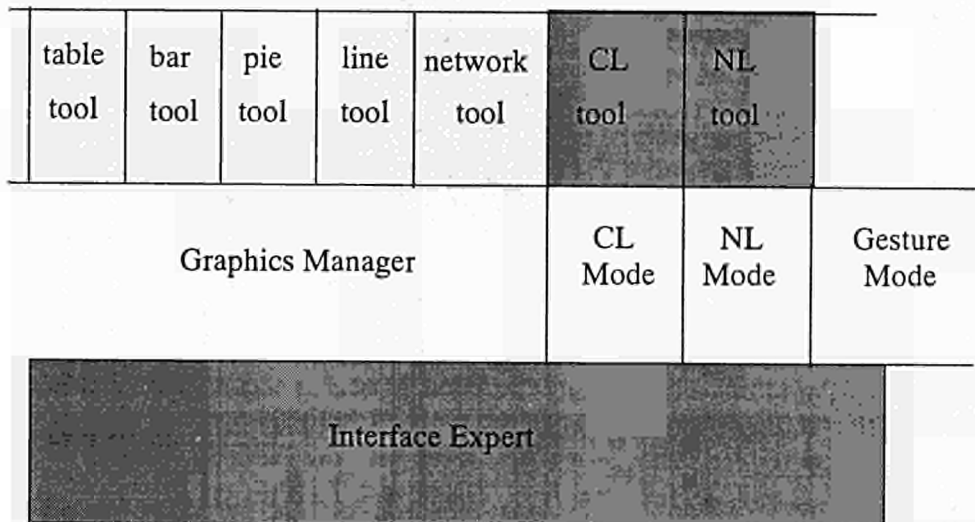 table tool
bar tool
pie tool
line tool
network tool
CL tool
NL tool
Graphics Manager
CL Mode
NL Mode
Gesture Mode
Interface Expert